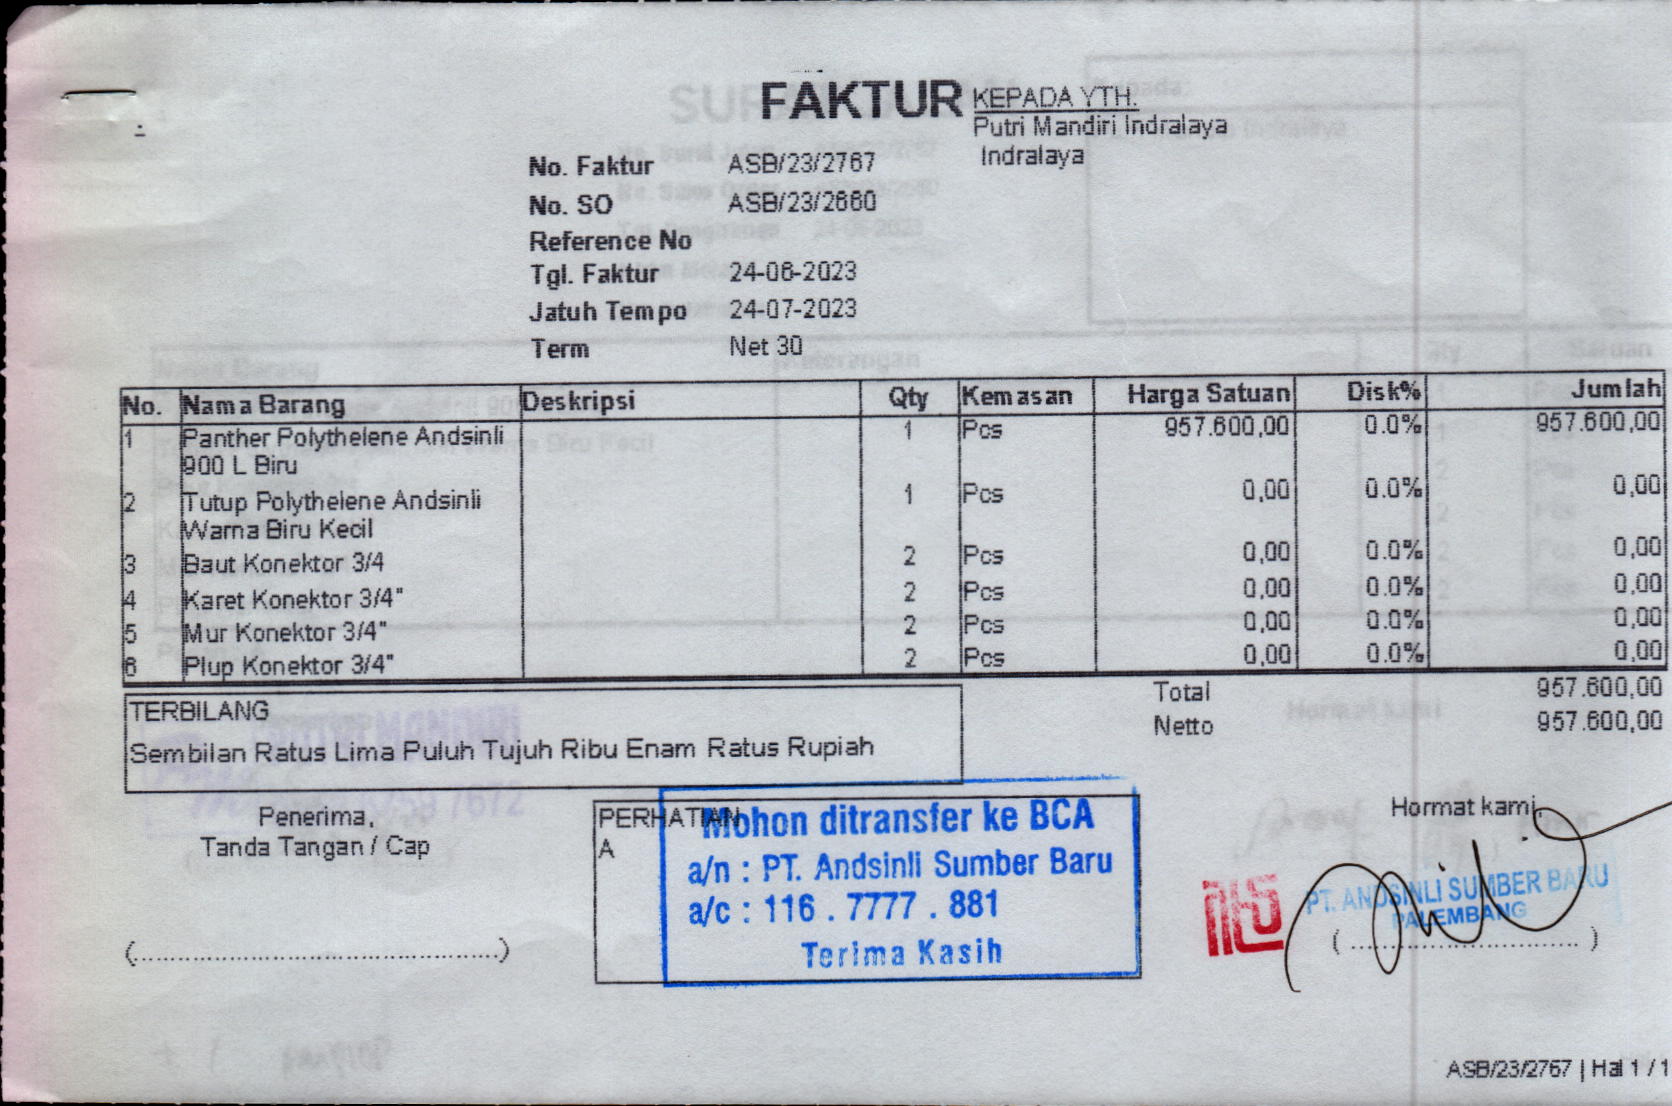 FAKTUR
KEPADA YTH.
Putri Mandiri Indralaya
Indralaya
No. Faktur ASB/23/2767
No. SO ASB/23/2660
Reference No
Tgl. Faktur 24-06-2023
Jatuh Tempo 24-07-2023
Term Net 30
No. Nama Barang Deskripsi Qty Kemasan Harga Satuan Disk% Jumlah
1 Panther Polythelene Andsinli 1 Pcs 957.600,00 0.0% 957.600,00
900 L Biru
2 Tutup Polythelene Andsinli 1 Pcs 0,00 0.0% 0,00
Warna Biru Kecil
3 Baut Konektor 3/4 2 Pcs 0,00 0.0% 0,00
4 Karet Konektor 3/4" 2 Pcs 0,00 0.0% 0,00
5 Mur Konektor 3/4" 2 Pcs 0,00 0.0% 0,00
6 Plup Konektor 3/4" 2 Pcs 0,00 0.0% 0,00
Total 957.600,00
Netto 957.600,00
TERBILANG
Sembilan Ratus Lima Puluh Tujuh Ribu Enam Ratus Rupiah
Penerima,
Tanda Tangan / Cap
(................................................)
PERHATIAN
A
Mohon ditransfer ke BCA
a/n : PT. Andsinli Sumber Baru
a/c : 116 . 7777 . 881
Terima Kasih
Hormat kami,
PT. ANDSINLI SUMBER BARU
PALEMBANG
( ............................... )
ASB/23/2767 | Hal 1 / 1